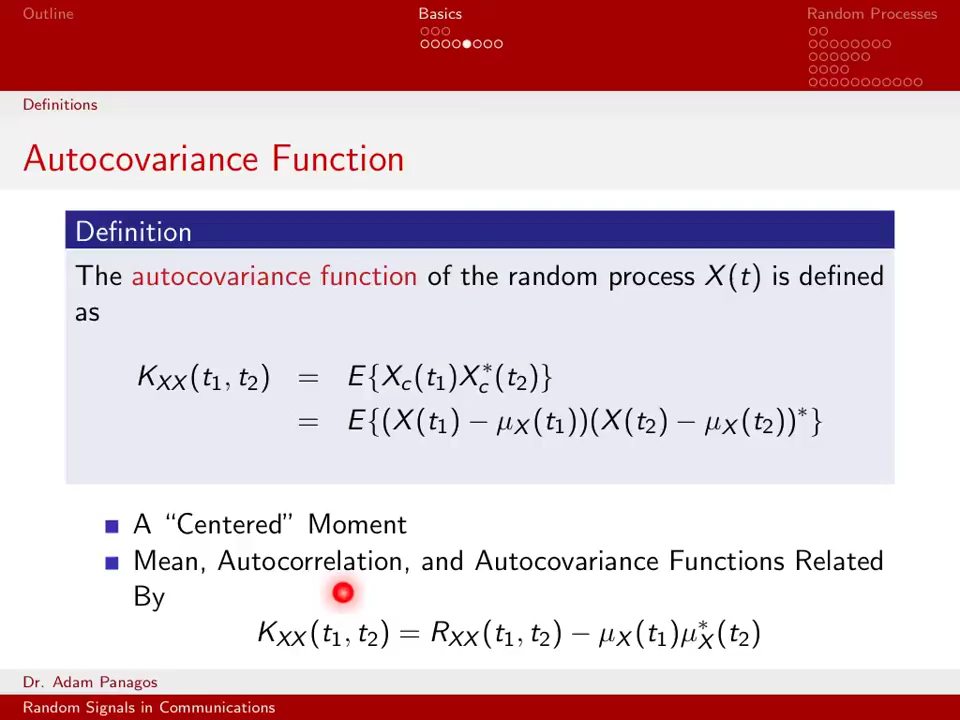 Outline
Basics
Random Processes
Definitions
Autocovariance Function
Definition
The autocovariance function of the random process X(t) is defined
as
K_XX(t_1, t_2) = E{X_c(t_1)X_c^*(t_2)}
= E{(X(t_1) − μ_X(t_1))(X(t_2) − μ_X(t_2))^*}
A “Centered” Moment
Mean, Autocorrelation, and Autocovariance Functions Related
By
K_XX(t_1, t_2) = R_XX(t_1, t_2) − μ_X(t_1)μ_X^*(t_2)
Dr. Adam Panagos
Random Signals in Communications